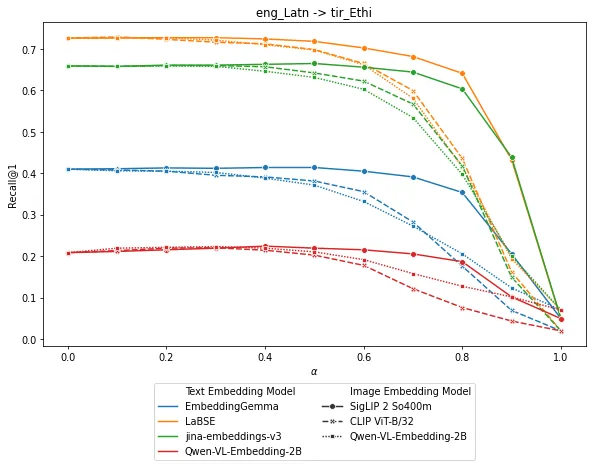 eng_Latn -> tir_Ethi
Recall@1
0.7
0.6
0.5
0.4
0.3
0.2
0.1
0.0
0.0 0.2 0.4 0.6 0.8 1.0
α
Text Embedding Model Image Embedding Model
EmbeddingGemma SigLIP 2 So400m
LaBSE CLIP ViT-B/32
jina-embeddings-v3 Qwen-VL-Embedding-2B
Qwen-VL-Embedding-2B